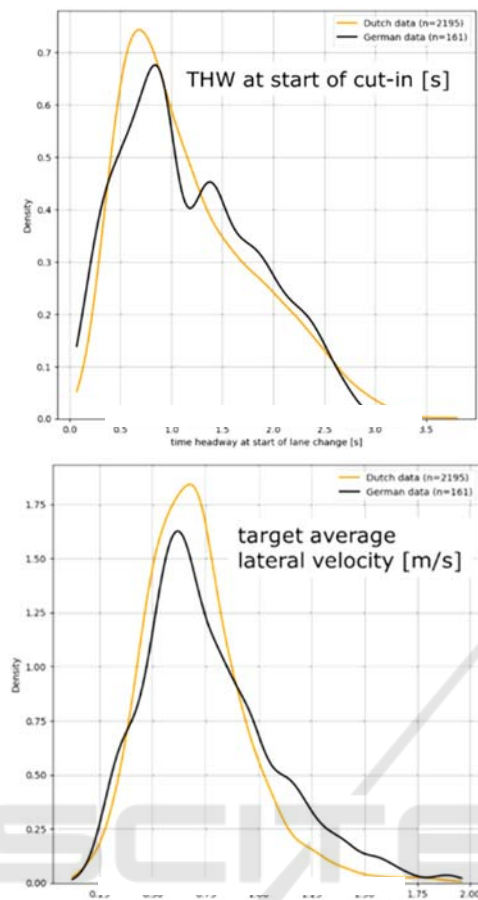 Dutch data (n=2195)
German data (n=161)
THW at start of cut-in [s]
0.7
0.6
0.5
0.4
0.3
0.2
0.1
0.0
Density
0.0 0.5 1.0 1.5 2.0 2.5 3.0 3.5
time headway at start of lane change [s]
Dutch data (n=2195)
German data (n=161)
target average
lateral velocity [m/s]
1.75
1.50
1.25
1.00
0.75
0.50
0.25
0.00
Density
1.75 2.00
SCITE